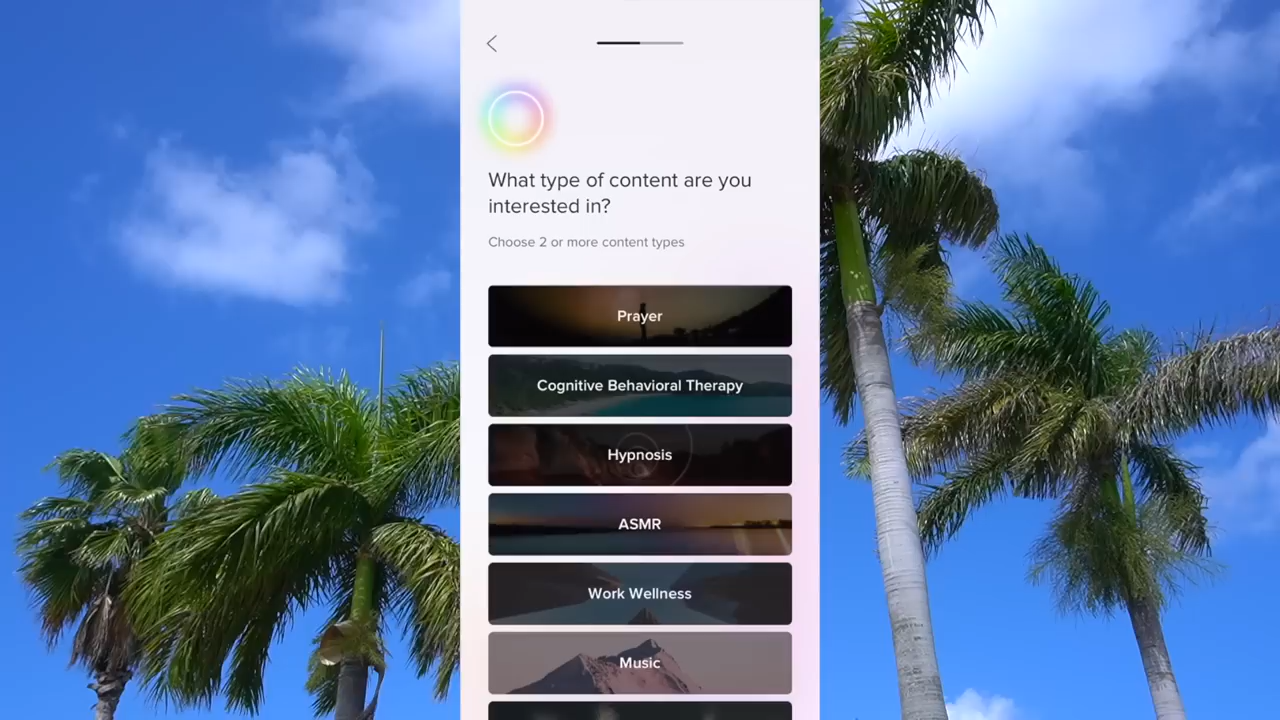 What type of content are you
interested in?
Choose 2 or more content types
Prayer
Cognitive Behavioral Therapy
Hypnosis
ASMR
Work Wellness
Music